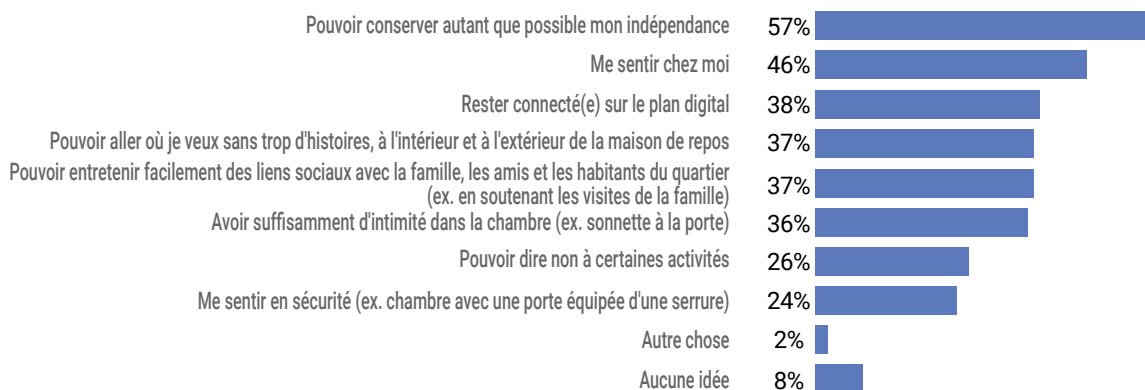 Pouvoir conserver autant que possible mon indépendance 57%
Me sentir chez moi 46%
Rester connecté(e) sur le plan digital 38%
Pouvoir aller où je veux sans trop d'histoires, à l'intérieur et à l'extérieur de la maison de repos 37%
Pouvoir entretenir facilement des liens sociaux avec la famille, les amis et les habitants du quartier
(ex. en soutenant les visites de la famille) 37%
Avoir suffisamment d'intimité dans la chambre (ex. sonnette à la porte) 36%
Pouvoir dire non à certaines activités 26%
Me sentir en sécurité (ex. chambre avec une porte équipée d'une serrure) 24%
Autre chose 2%
Aucune idée 8%